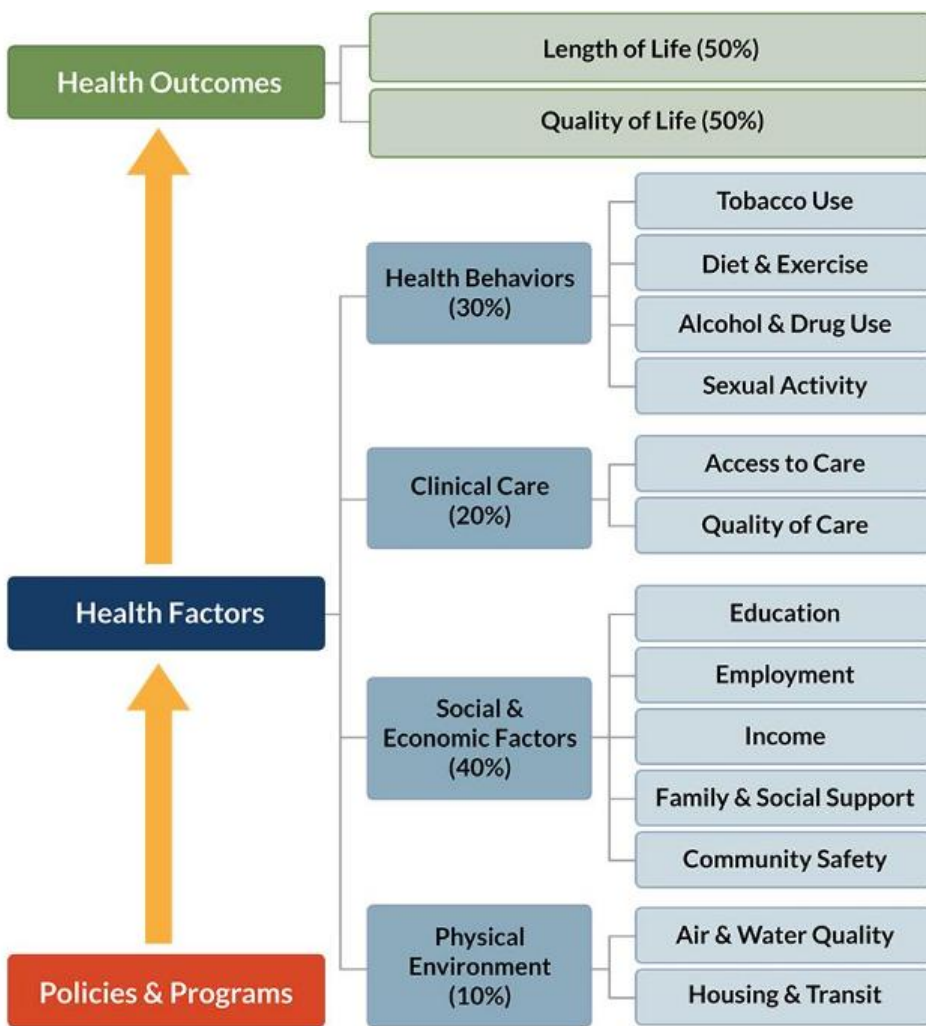 Health Outcomes
Length of Life (50%)
Quality of Life (50%)
Health Factors
Health Behaviors
(30%)
Tobacco Use
Diet & Exercise
Alcohol & Drug Use
Sexual Activity
Clinical Care
(20%)
Access to Care
Quality of Care
Social &
Economic Factors
(40%)
Education
Employment
Income
Family & Social Support
Community Safety
Physical
Environment
(10%)
Air & Water Quality
Housing & Transit
Policies & Programs